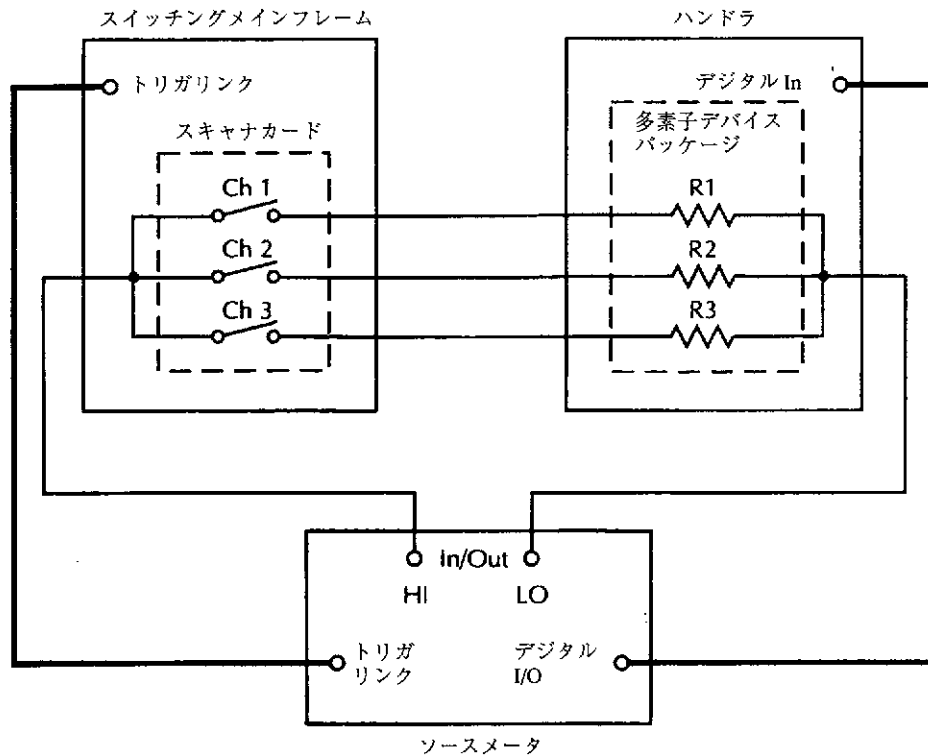 スイッチングメインフレーム
ハンドラ
トリガリンク
デジタル In
スキャナカード
多素子デバイス
パッケージ
Ch 1
R1
Ch 2
R2
Ch 3
R3
In/Out
HI
LO
トリガ
リンク
デジタル
I/O
ソースメータ